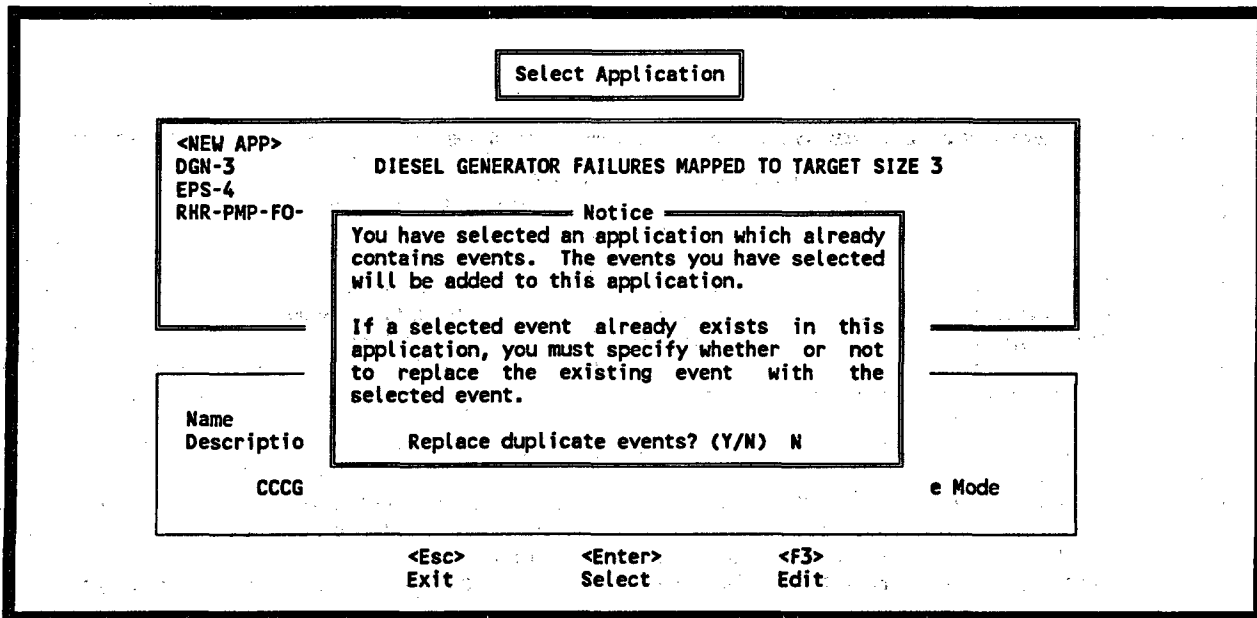 Select Application
<NEW APP>
DGN-3 DIESEL GENERATOR FAILURES MAPPED TO TARGET SIZE 3
EPS-4
RHR-PMP-FO-
Notice
You have selected an application which already
contains events. The events you have selected
will be added to this application.
If a selected event already exists in this
application, you must specify whether or not
to replace the existing event with the
selected event.
Replace duplicate events? (Y/N) N
Name
Descriptio
CCCG e Mode
<Esc> <Enter> <F3>
Exit Select Edit